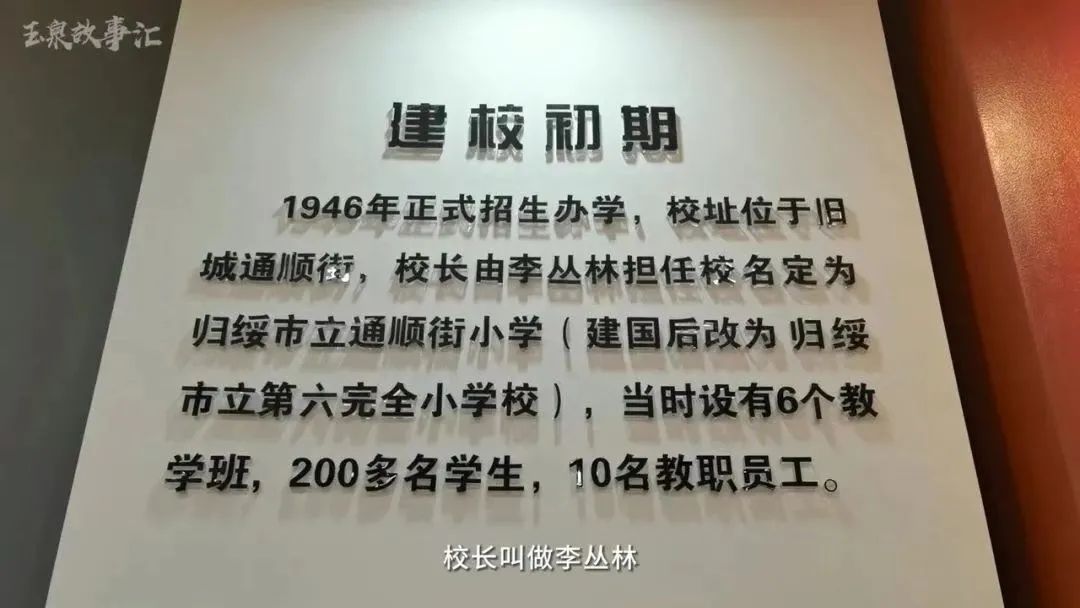 玉泉故事汇
建校初期
1946年正式招生办学，校址位于旧
城通顺街，校长由李丛林担任校名定为
归绥市立通顺街小学（建国后改为 归绥
市立第六完全小学校），当时设有6个教
学班，200多名学生，10名教职员工。
校长叫做李丛林